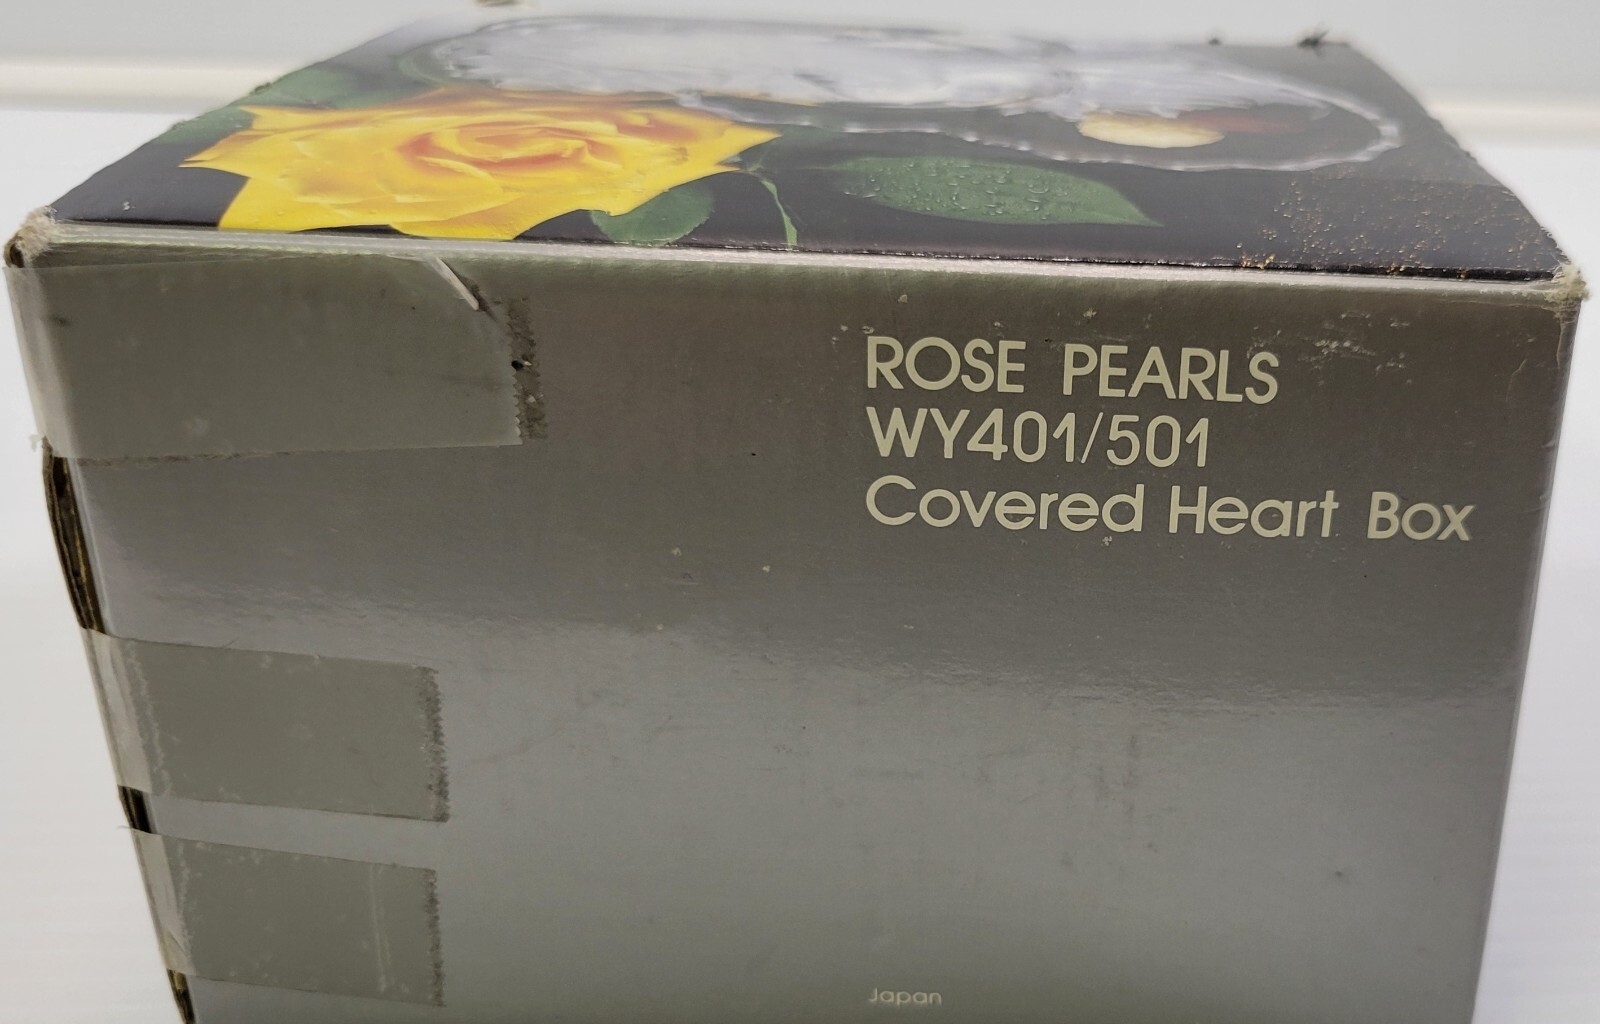 ROSE PEARLS
WY401/501
Covered Heart Box
Japan